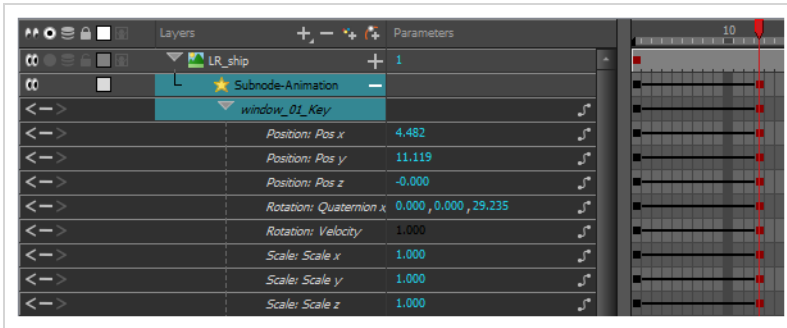 Layers Parameters 10
LR_ship 1
Subnode-Animation
window_01_Key
Position: Pos x 4.482
Position: Pos y 11.119
Position: Pos z -0.000
Rotation: Quaternion x 0.000 , 0.000 , 29.235
Rotation: Velocity 1.000
Scale: Scale x 1.000
Scale: Scale y 1.000
Scale: Scale z 1.000